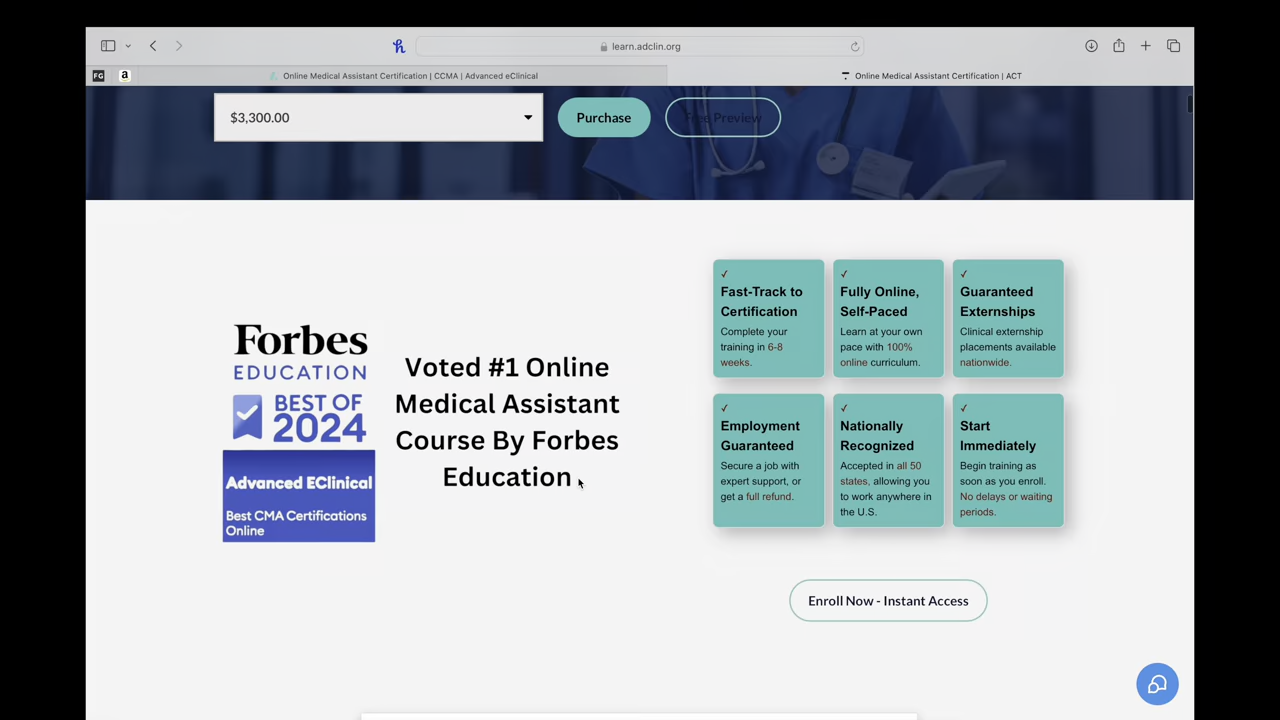 learn.adclin.org
FG
a
Online Medical Assistant Certification | CCMA | Advanced eClinical
Online Medical Assistant Certification | ACT
$3,300.00
Purchase
Free Preview
Forbes
EDUCATION
BEST OF
2024
Advanced EClinical
Best CMA Certifications
Online
Voted #1 Online
Medical Assistant
Course By Forbes
Education
✓
Fast-Track to
Certification
Complete your
training in 6-8
weeks.
✓
Fully Online,
Self-Paced
Learn at your own
pace with 100%
online curriculum.
✓
Guaranteed
Externships
Clinical externship
placements available
nationwide.
✓
Employment
Guaranteed
Secure a job with
expert support, or
get a full refund.
✓
Nationally
Recognized
Accepted in all 50
states, allowing you
to work anywhere in
the U.S.
✓
Start
Immediately
Begin training as
soon as you enroll.
No delays or waiting
periods.
Enroll Now - Instant Access